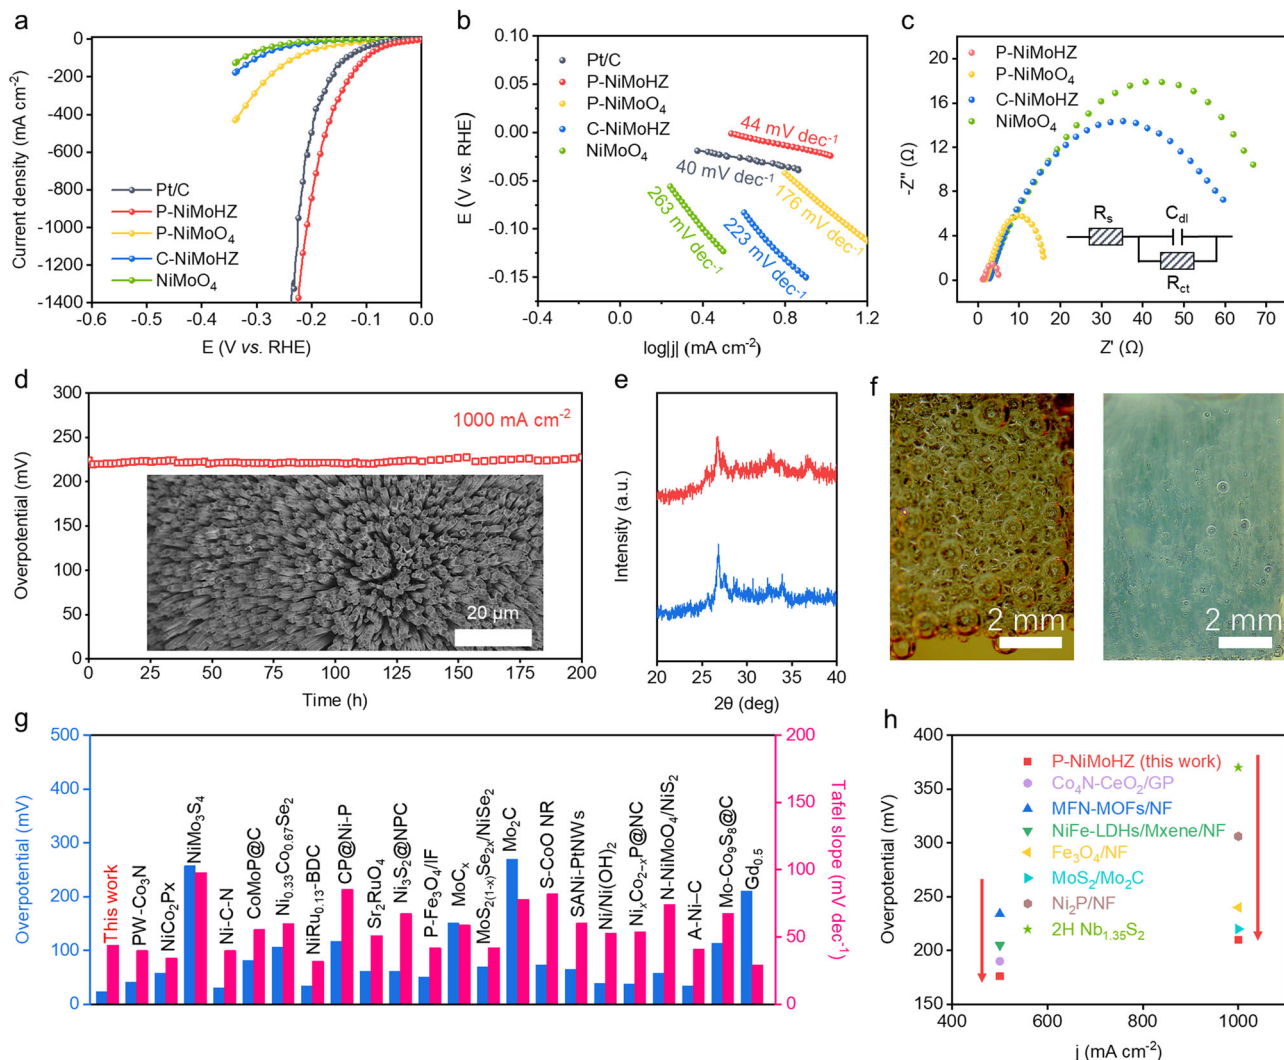 a
Current density (mA cm⁻²)
0
-200
-400
-600
-800
-1000
-1200
-1400
Pt/C
P-NiMoHZ
P-NiMoO₄
C-NiMoHZ
NiMoO₄
-0.6 -0.5 -0.4 -0.3 -0.2 -0.1 0.0
E (V vs. RHE)
b
E (V vs. RHE)
0.10
0.05
0.00
-0.05
-0.10
-0.15
Pt/C
P-NiMoHZ
P-NiMoO₄
C-NiMoHZ
NiMoO₄
44 mV dec⁻¹
40 mV dec⁻¹
176 mV dec⁻¹
263 mV dec⁻¹
223 mV dec⁻¹
-0.4 0.0 0.4 0.8 1.2
log|j| (mA cm⁻²)
c
-Z'' (Ω)
24
20
16
12
8
4
0
P-NiMoHZ
P-NiMoO₄
C-NiMoHZ
NiMoO₄
Rₛ
C_dl
R_ct
0 10 20 30 40 50 60 70
Z' (Ω)
d
Overpotential (mV)
300
250
200
150
100
50
0
1000 mA cm⁻²
20 μm
0 25 50 75 100 125 150 175 200
Time (h)
e
Intensity (a.u.)
20 25 30 35 40
2θ (deg)
f
2 mm
2 mm
g
Overpotential (mV)
500
400
300
200
100
0
This work
PW-Co₃N
NiCo₂Px
NiMo₃S₄
Ni-C-N
CoMoP@C
Ni₀.₃₃Co₀.₆₇Se₂
NiRu₀.₁₃-BDC
CP@Ni-P
Sr₂RuO₄
Ni₃S₂@NPC
P-Fe₃O₄/IF
MoCₓ
MoS₂₍₁₋ₓ₎Se₂ₓ/NiSe₂
Mo₂C
S-CoO NR
SANi-PtNWs
Ni/Ni(OH)₂
NiₓCo₂₋ₓP@NC
N-NiMoO₄/NiS₂
A-Ni–C
Mo-Co₉S₈@C
Gd₀.₅
200
150
100
50
0
Tafel slope (mV dec⁻¹)
h
Overpotential (mV)
400
350
300
250
200
150
P-NiMoHZ (this work)
Co₄N-CeO₂/GP
MFN-MOFs/NF
NiFe-LDHs/Mxene/NF
Fe₃O₄/NF
MoS₂/Mo₂C
Ni₂P/NF
2H Nb₁.₃₅S₂
400 600 800 1000
j (mA cm⁻²)